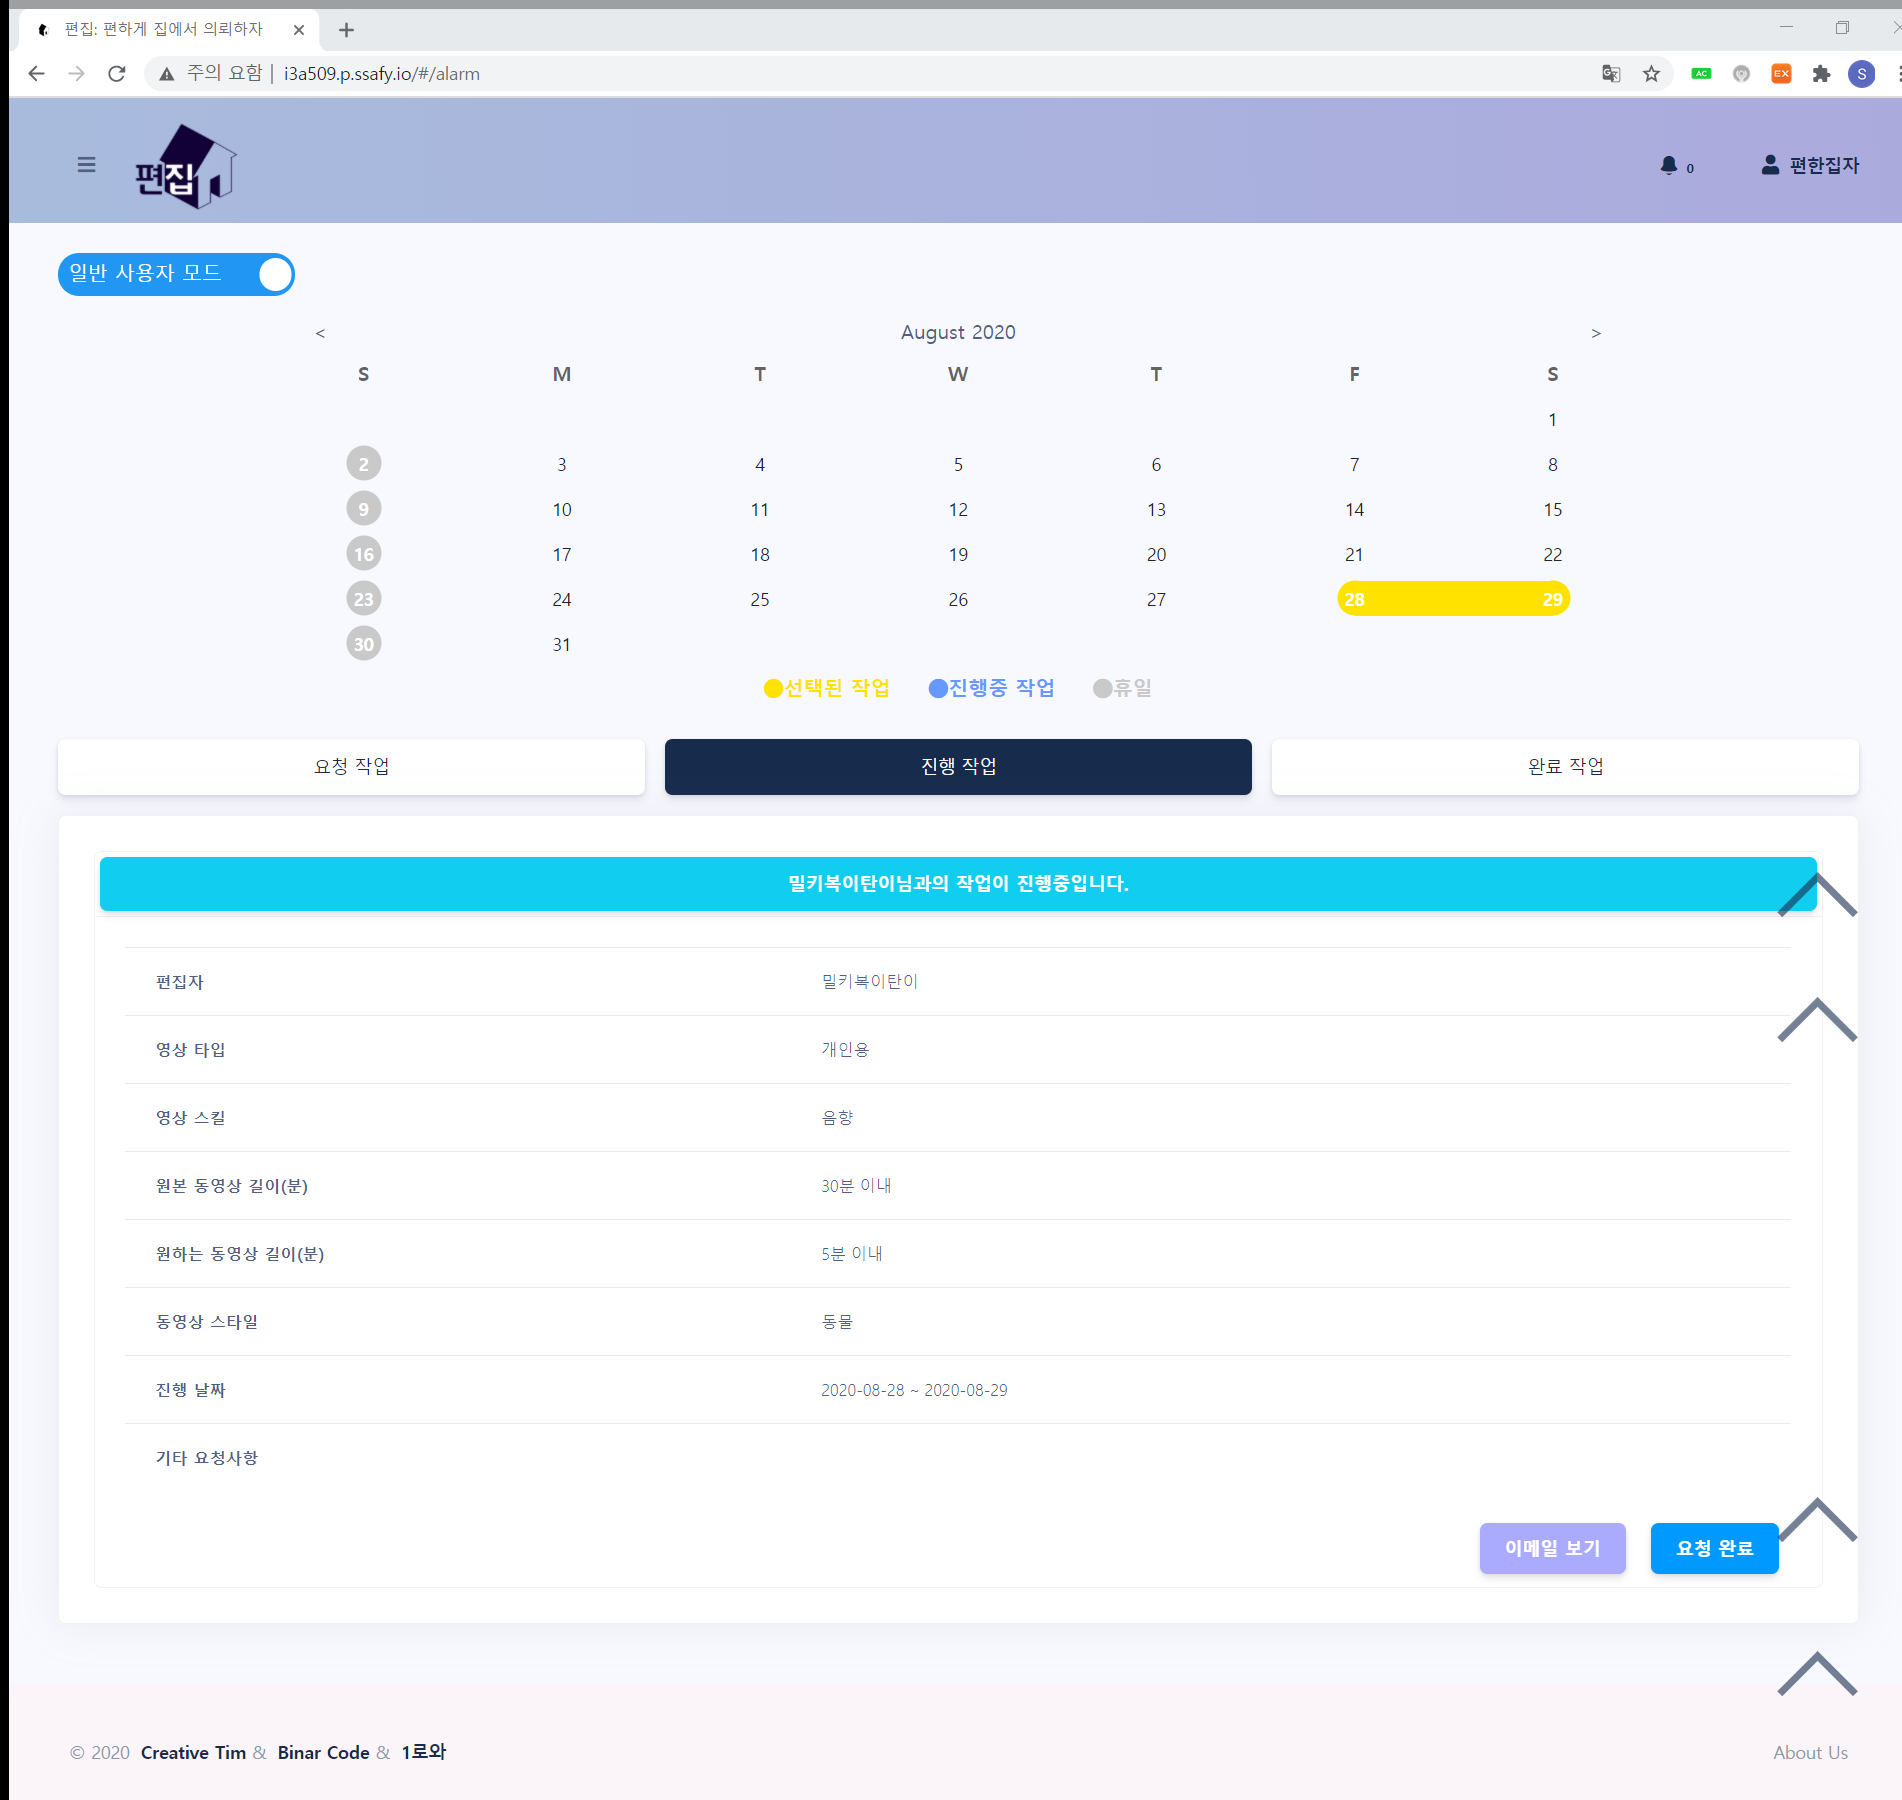 편집: 편하게 집에서 의뢰하자
주의 요함 | i3a509.p.ssafy.io/#/alarm
AC
EX
S
편집
0
편한집자
일반 사용자 모드
< August 2020 >
S M T W T F S
1
2 3 4 5 6 7 8
9 10 11 12 13 14 15
16 17 18 19 20 21 22
23 24 25 26 27 28 29
30 31
선택된 작업 진행중 작업 휴일
요청 작업 진행 작업 완료 작업
밀키복이탄이님과의 작업이 진행중입니다.
편집자 밀키복이탄이
영상 타입 개인용
영상 스킬 음향
원본 동영상 길이(분) 30분 이내
원하는 동영상 길이(분) 5분 이내
동영상 스타일 동물
진행 날짜 2020-08-28 ~ 2020-08-29
기타 요청사항
이메일 보기 요청 완료
© 2020 Creative Tim & Binar Code & 1로와
About Us